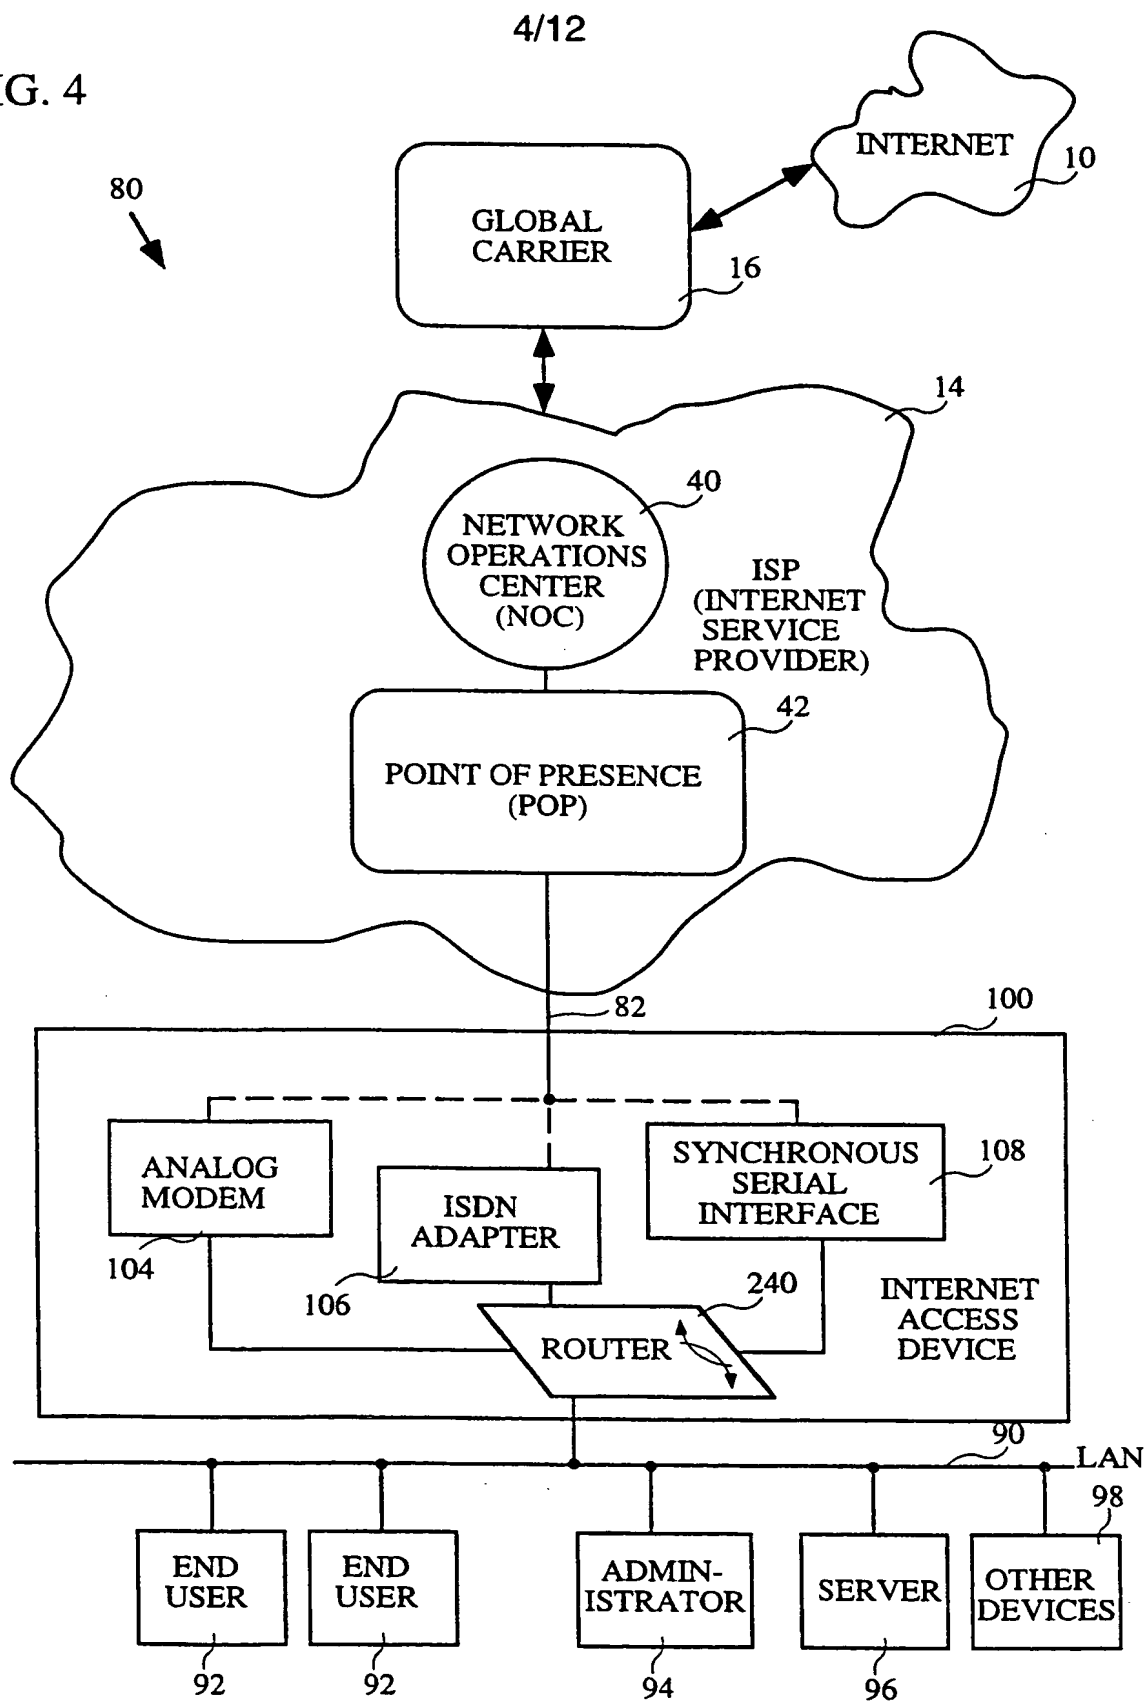 4/12
IG. 4
INTERNET
10
80
GLOBAL
CARRIER
16
14
40
NETWORK
OPERATIONS
CENTER
(NOC)
ISP
(INTERNET
SERVICE
PROVIDER)
42
POINT OF PRESENCE
(POP)
82
100
ANALOG
MODEM
104
ISDN
ADAPTER
106
SYNCHRONOUS
SERIAL
INTERFACE
108
240
ROUTER
INTERNET
ACCESS
DEVICE
90
LAN
98
END
USER
92
END
USER
92
ADMIN-
ISTRATOR
94
SERVER
96
OTHER
DEVICES